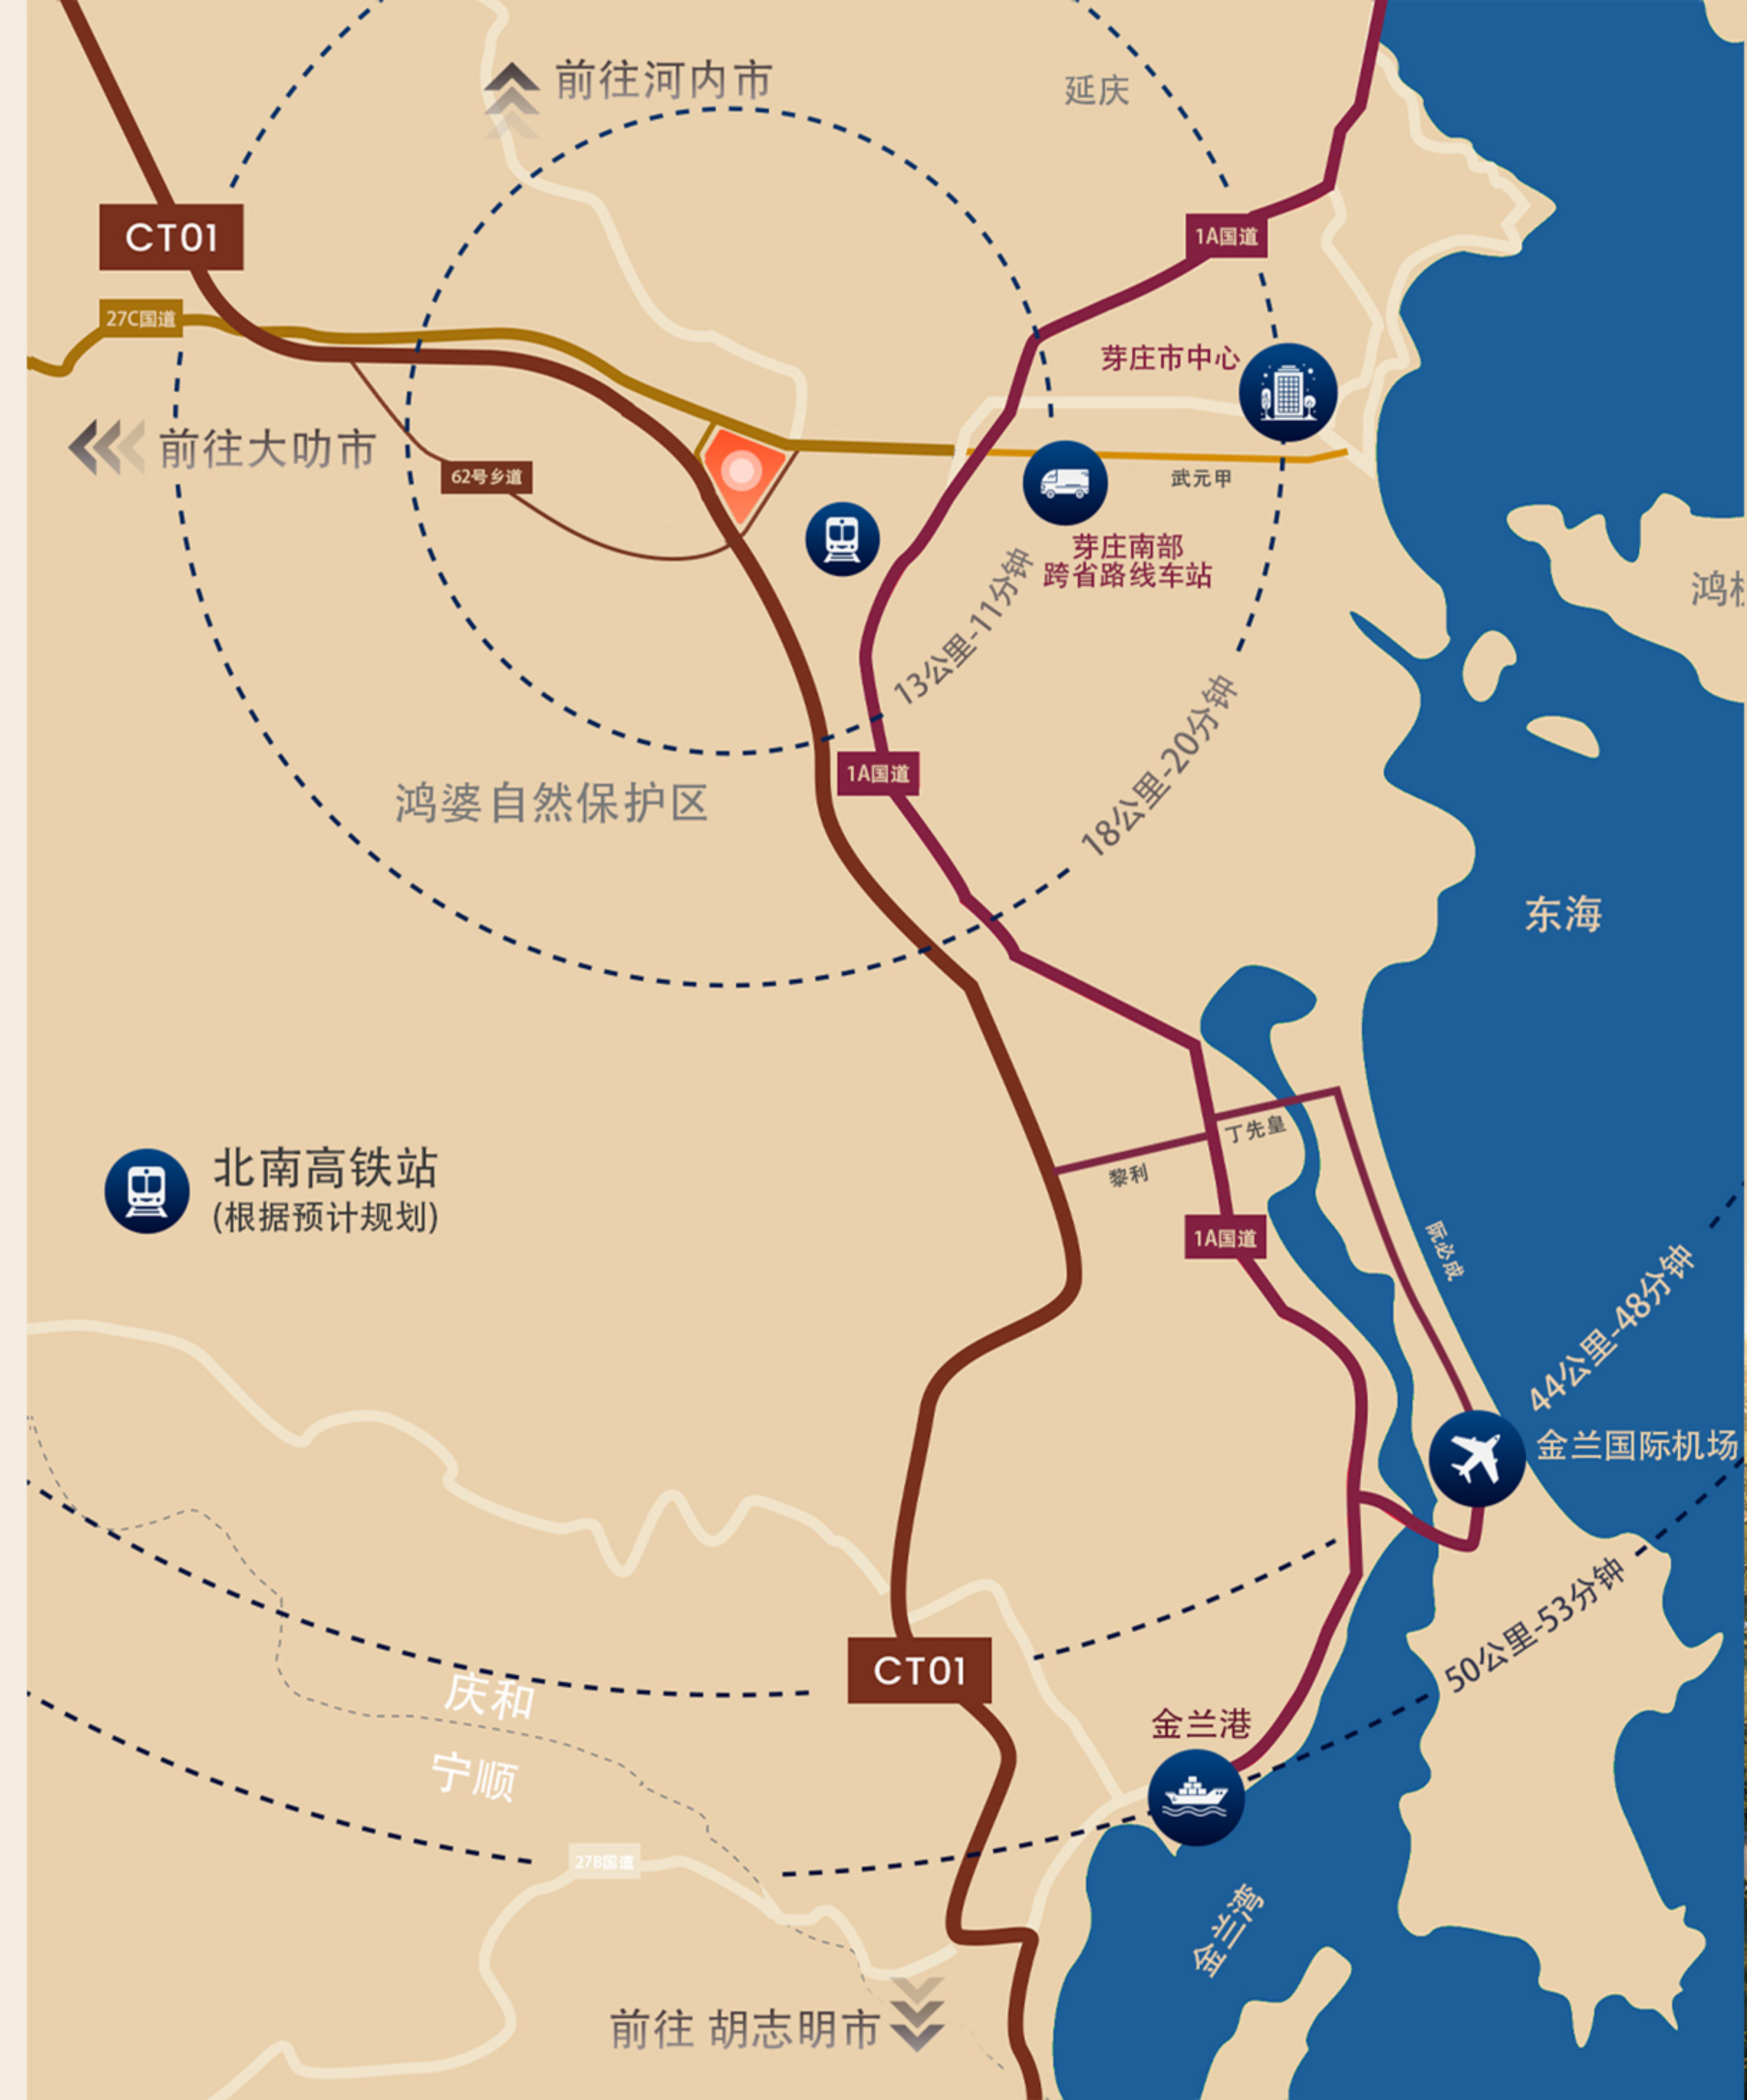 前往河内市
延庆
CT01
1A国道
27C国道
芽庄市中心
前往大叻市
62号乡道
武元甲
芽庄南部
跨省路线车站
13公里-11分钟
18公里-20分钟
1A国道
鸿婆自然保护区
东海
丁先皇
黎利
北南高铁站
(根据预计规划)
1A国道
阮必成
44公里-48分钟
金兰国际机场
50公里-53分钟
CT01
庆和
金兰港
宁顺
27B国道
金兰湾
前往 胡志明市